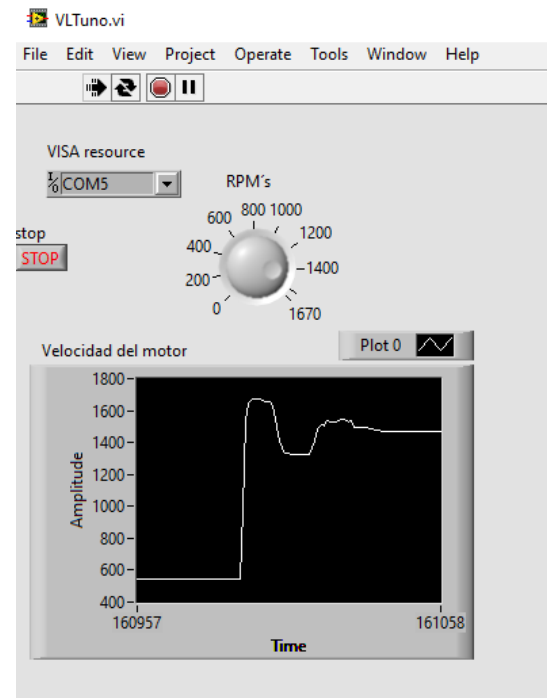 VLTuno.vi
File Edit View Project Operate Tools Window Help
VISA resource
I/O COM5
RPM´s
stop
STOP
0 200 400 600 800 1000 1200 1400 1670
Velocidad del motor
Plot 0
Amplitude
1800
1600
1400
1200
1000
800
600
400
160957 161058
Time